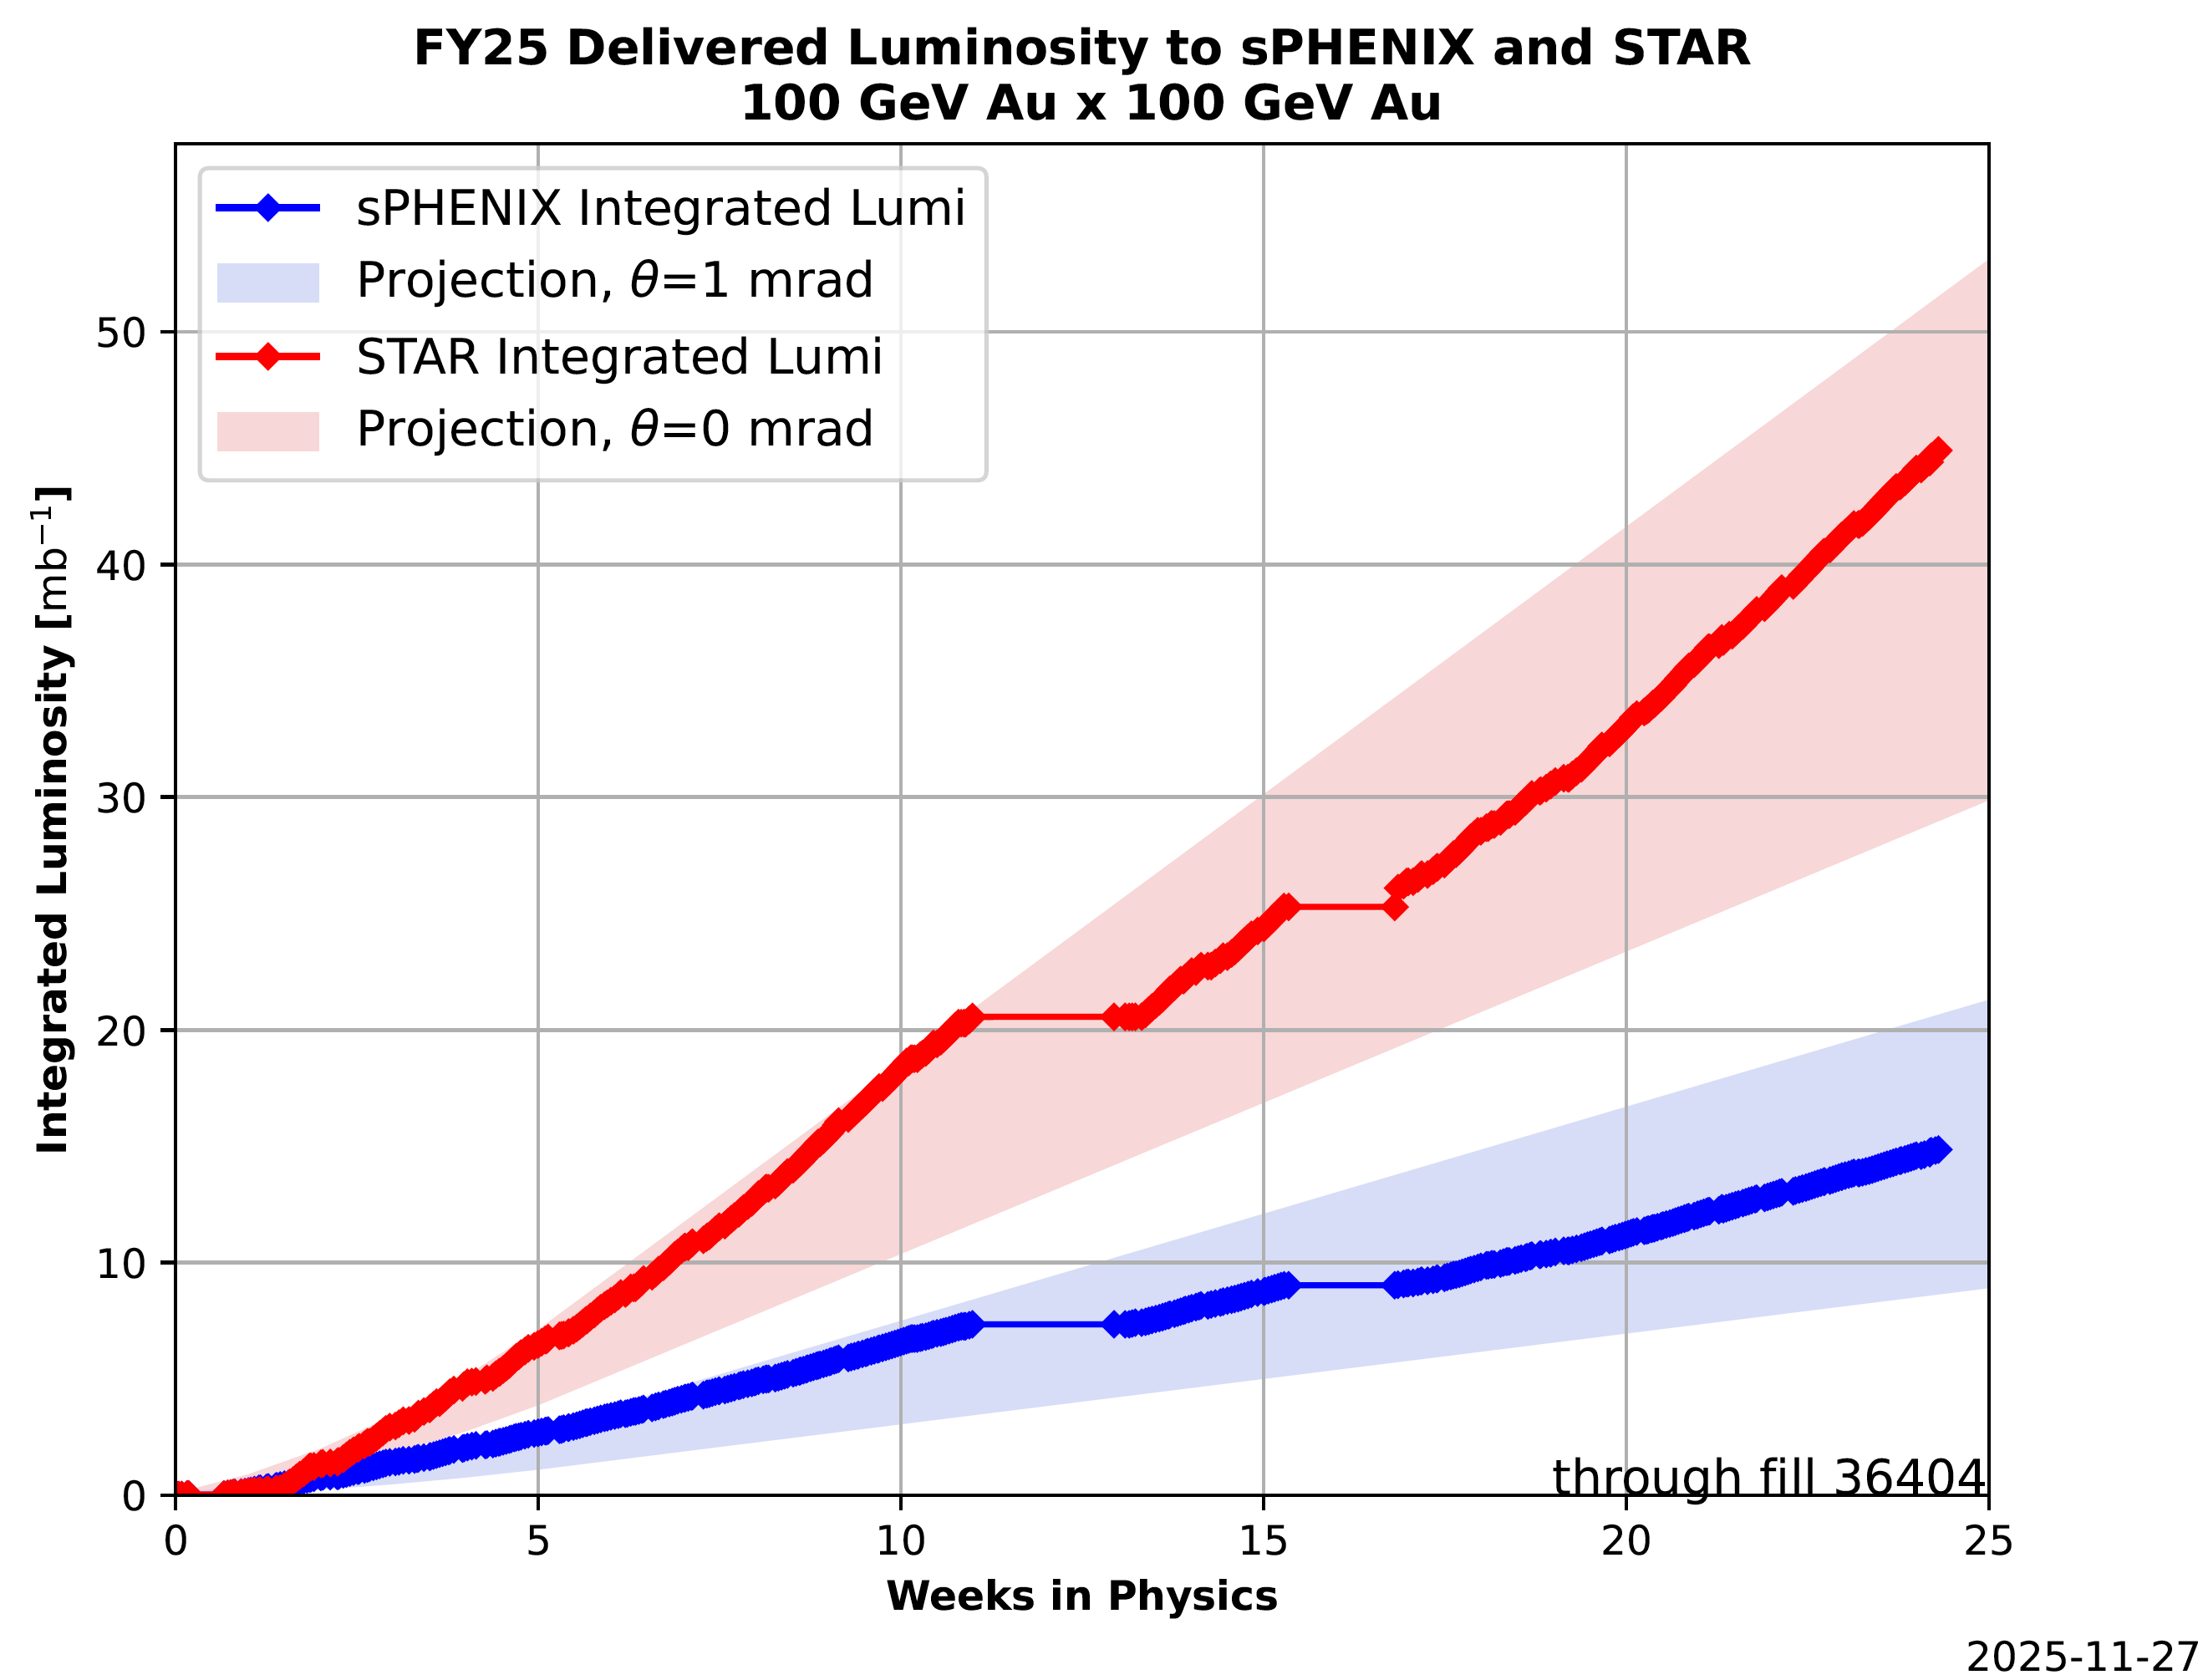 FY25 Delivered Luminosity to sPHENIX and STAR
100 GeV Au x 100 GeV Au
sPHENIX Integrated Lumi
Projection, θ=1 mrad
STAR Integrated Lumi
Projection, θ=0 mrad
Integrated Luminosity [mb⁻¹]
50
40
30
20
10
0
through fill 36404
0 5 10 15 20 25
Weeks in Physics
2025-11-27